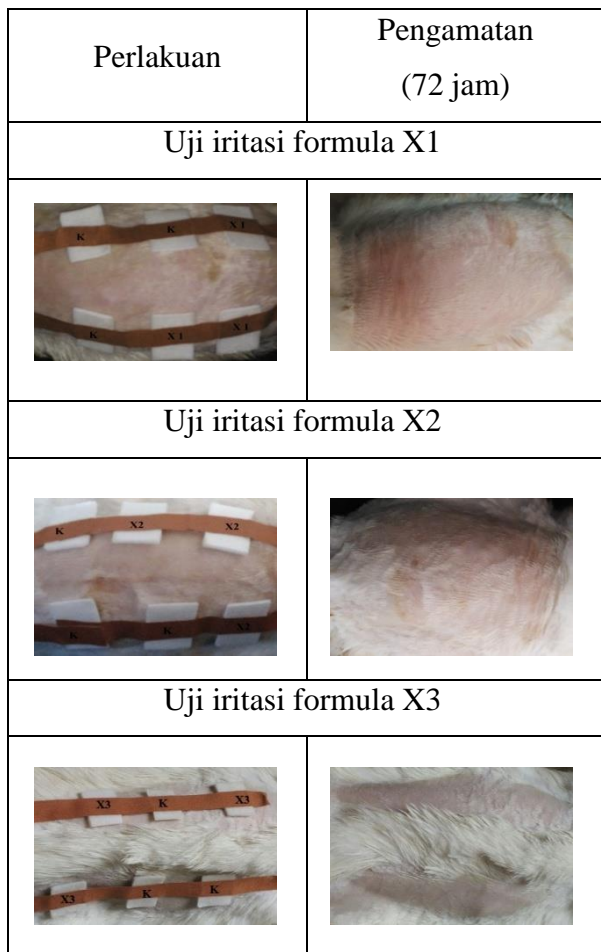 Perlakuan
Pengamatan
(72 jam)
Uji iritasi formula X1
K K X1
K X1 X1
Uji iritasi formula X2
K X2 X2
K K X2
Uji iritasi formula X3
X3 K X3
X3 K K